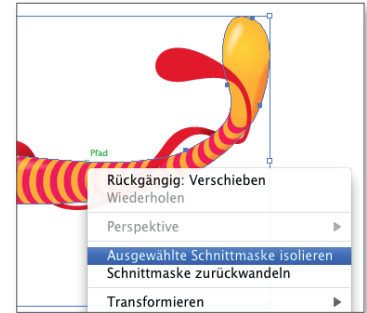 Pfad
Rückgängig: Verschieben
Wiederholen
Perspektive
Ausgewählte Schnittmaske isolieren
Schnittmaske zurückwandeln
Transformieren